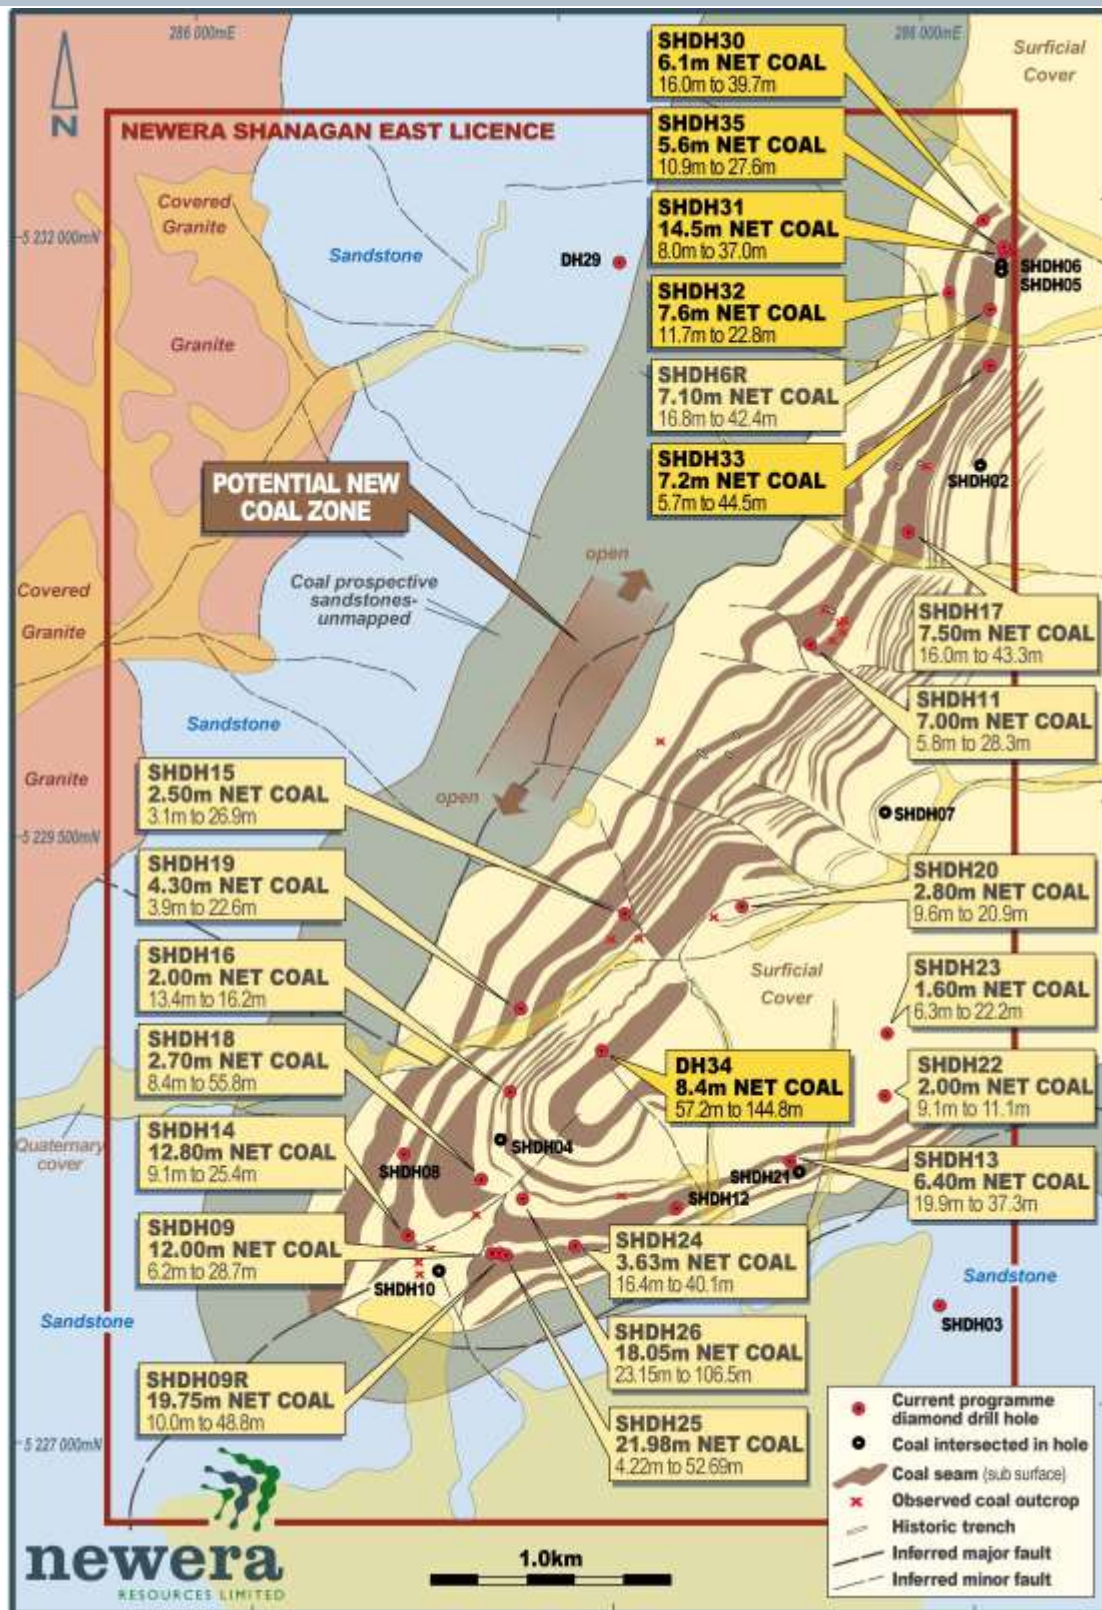 286 000mE
288 000mE
N
NEWERA SHANAGAN EAST LICENCE
SHDH30
6.1m NET COAL
16.0m to 39.7m
Surficial
Cover
SHDH35
5.6m NET COAL
10.9m to 27.6m
Covered
Granite
SHDH31
14.5m NET COAL
8.0m to 37.0m
5 232 000mN
Sandstone
DH29
SHDH06
SHDH05
SHDH32
7.6m NET COAL
11.7m to 22.8m
Granite
SHDH6R
7.10m NET COAL
16.8m to 42.4m
SHDH33
7.2m NET COAL
5.7m to 44.5m
SHDH02
POTENTIAL NEW
COAL ZONE
open
Coal prospective
sandstones-
unmapped
Covered
Granite
SHDH17
7.50m NET COAL
16.0m to 43.3m
SHDH11
7.00m NET COAL
5.8m to 28.3m
Sandstone
Granite
open
SHDH15
2.50m NET COAL
3.1m to 26.9m
SHDH07
5 229 500mN
SHDH19
4.30m NET COAL
3.9m to 22.6m
SHDH20
2.80m NET COAL
9.6m to 20.9m
SHDH16
2.00m NET COAL
13.4m to 16.2m
Surficial
Cover
SHDH23
1.60m NET COAL
6.3m to 22.2m
SHDH18
2.70m NET COAL
8.4m to 55.8m
DH34
8.4m NET COAL
57.2m to 144.8m
SHDH22
2.00m NET COAL
9.1m to 11.1m
Quaternary
cover
SHDH14
12.80m NET COAL
9.1m to 25.4m
SHDH04
SHDH08
SHDH21
SHDH12
SHDH13
6.40m NET COAL
19.9m to 37.3m
SHDH09
12.00m NET COAL
6.2m to 28.7m
SHDH24
3.63m NET COAL
16.4m to 40.1m
SHDH10
Sandstone
Sandstone
SHDH03
SHDH26
18.05m NET COAL
23.15m to 106.5m
SHDH09R
19.75m NET COAL
10.0m to 48.8m
SHDH25
21.98m NET COAL
4.22m to 52.69m
5 227 000mN
Current programme
diamond drill hole
Coal intersected in hole
Coal seam (sub surface)
Observed coal outcrop
Historic trench
Inferred major fault
Inferred minor fault
newera
RESOURCES LIMITED
1.0km